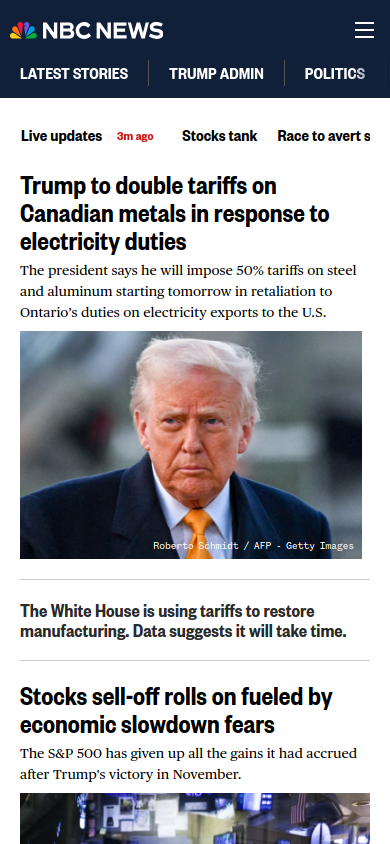 NBC NEWS
LATEST STORIES
TRUMP ADMIN
POLITICS
Live updates 3m ago Stocks tank Race to avert s
Trump to double tariffs on
Canadian metals in response to
electricity duties
The president says he will impose 50% tariffs on steel
and aluminum starting tomorrow in retaliation to
Ontario’s duties on electricity exports to the U.S.
Roberto Schmidt / AFP - Getty Images
The White House is using tariffs to restore
manufacturing. Data suggests it will take time.
Stocks sell-off rolls on fueled by
economic slowdown fears
The S&P 500 has given up all the gains it had accrued
after Trump’s victory in November.